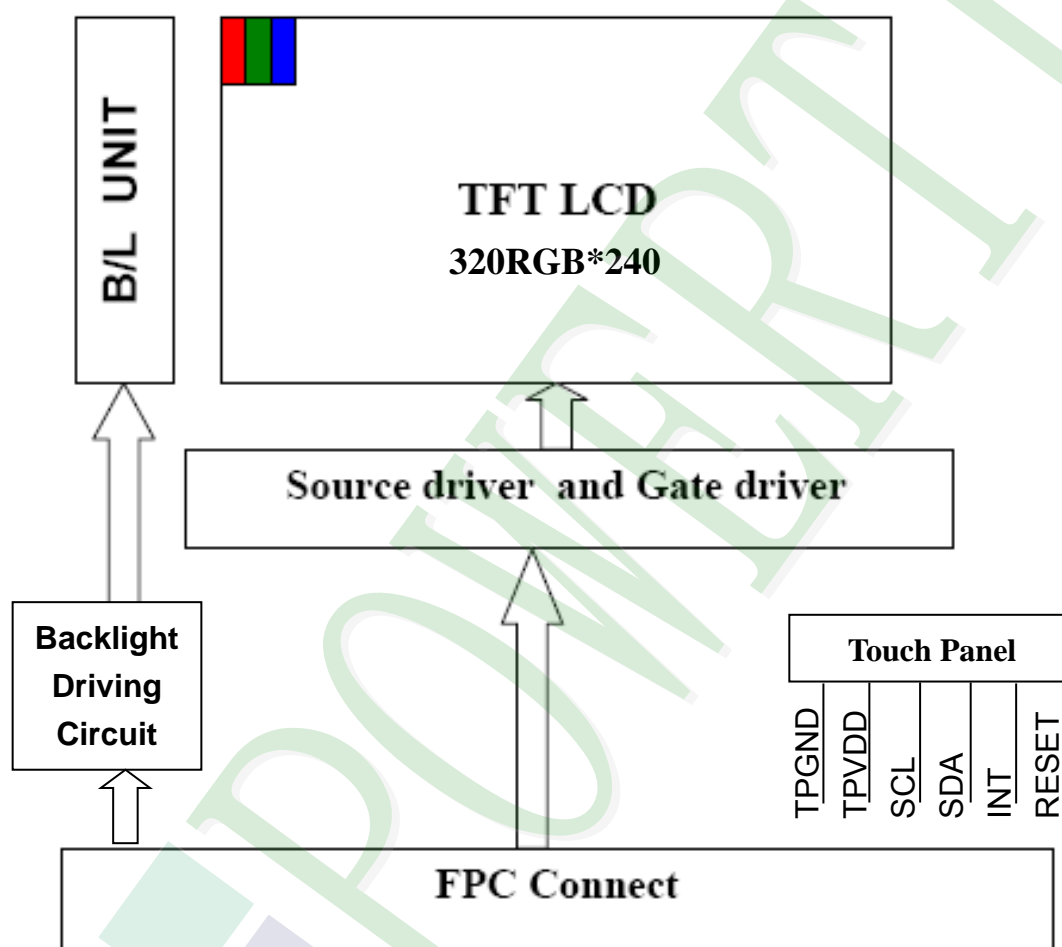 B/L UNIT
TFT LCD
320RGB*240
Source driver and Gate driver
Backlight
Driving
Circuit
Touch Panel
TPGND
TPVDD
SCL
SDA
INT
RESET
FPC Connect
POWERT